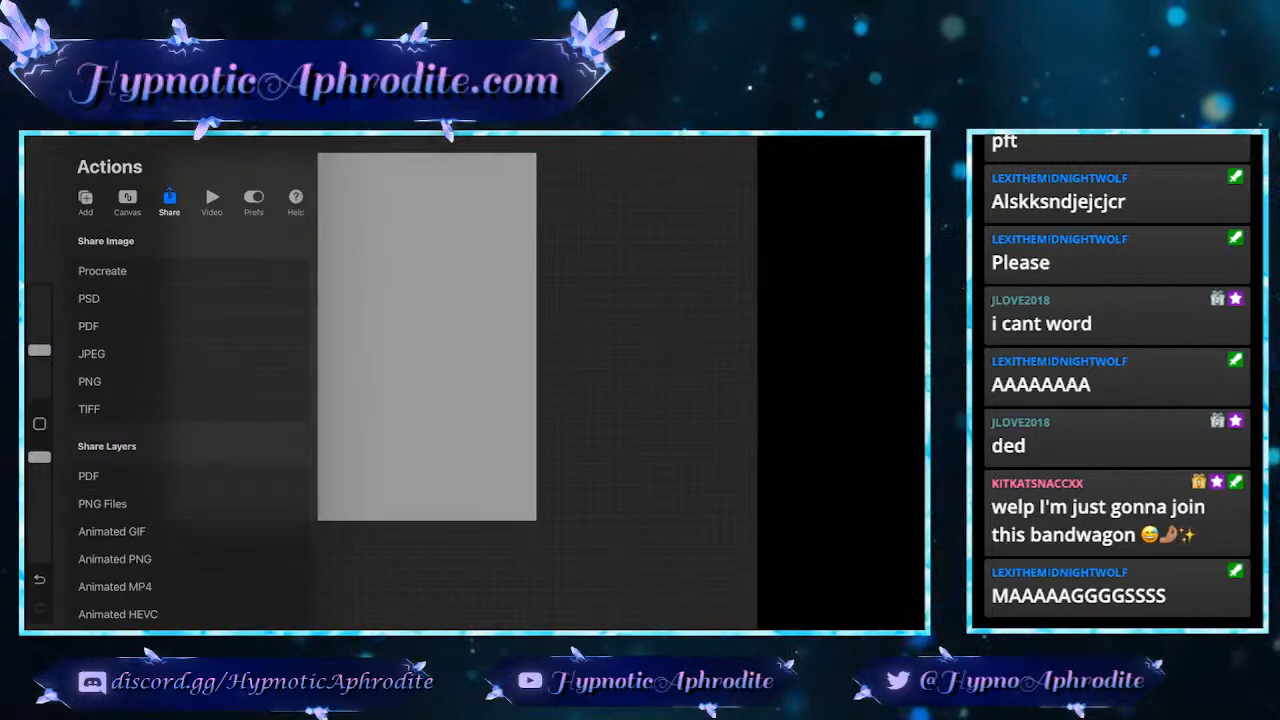 HypnoticAphrodite.com
Actions
Add Canvas Share Video Prefs Help
Share Image
Procreate
PSD
PDF
JPEG
PNG
TIFF
Share Layers
PDF
PNG Files
Animated GIF
Animated PNG
Animated MP4
Animated HEVC
pft
LEXITHEMIDNIGHTWOLF
Alskksndjejcjcr
LEXITHEMIDNIGHTWOLF
Please
JLOVE2018
i cant word
LEXITHEMIDNIGHTWOLF
AAAAAAAA
JLOVE2018
ded
KITKATSNACCXX
welp I'm just gonna join
this bandwagon 😅🤌🏽✨
LEXITHEMIDNIGHTWOLF
MAAAAAGGGGSSSS
discord.gg/HypnoticAphrodite
HypnoticAphrodite
@HypnoAphrodite